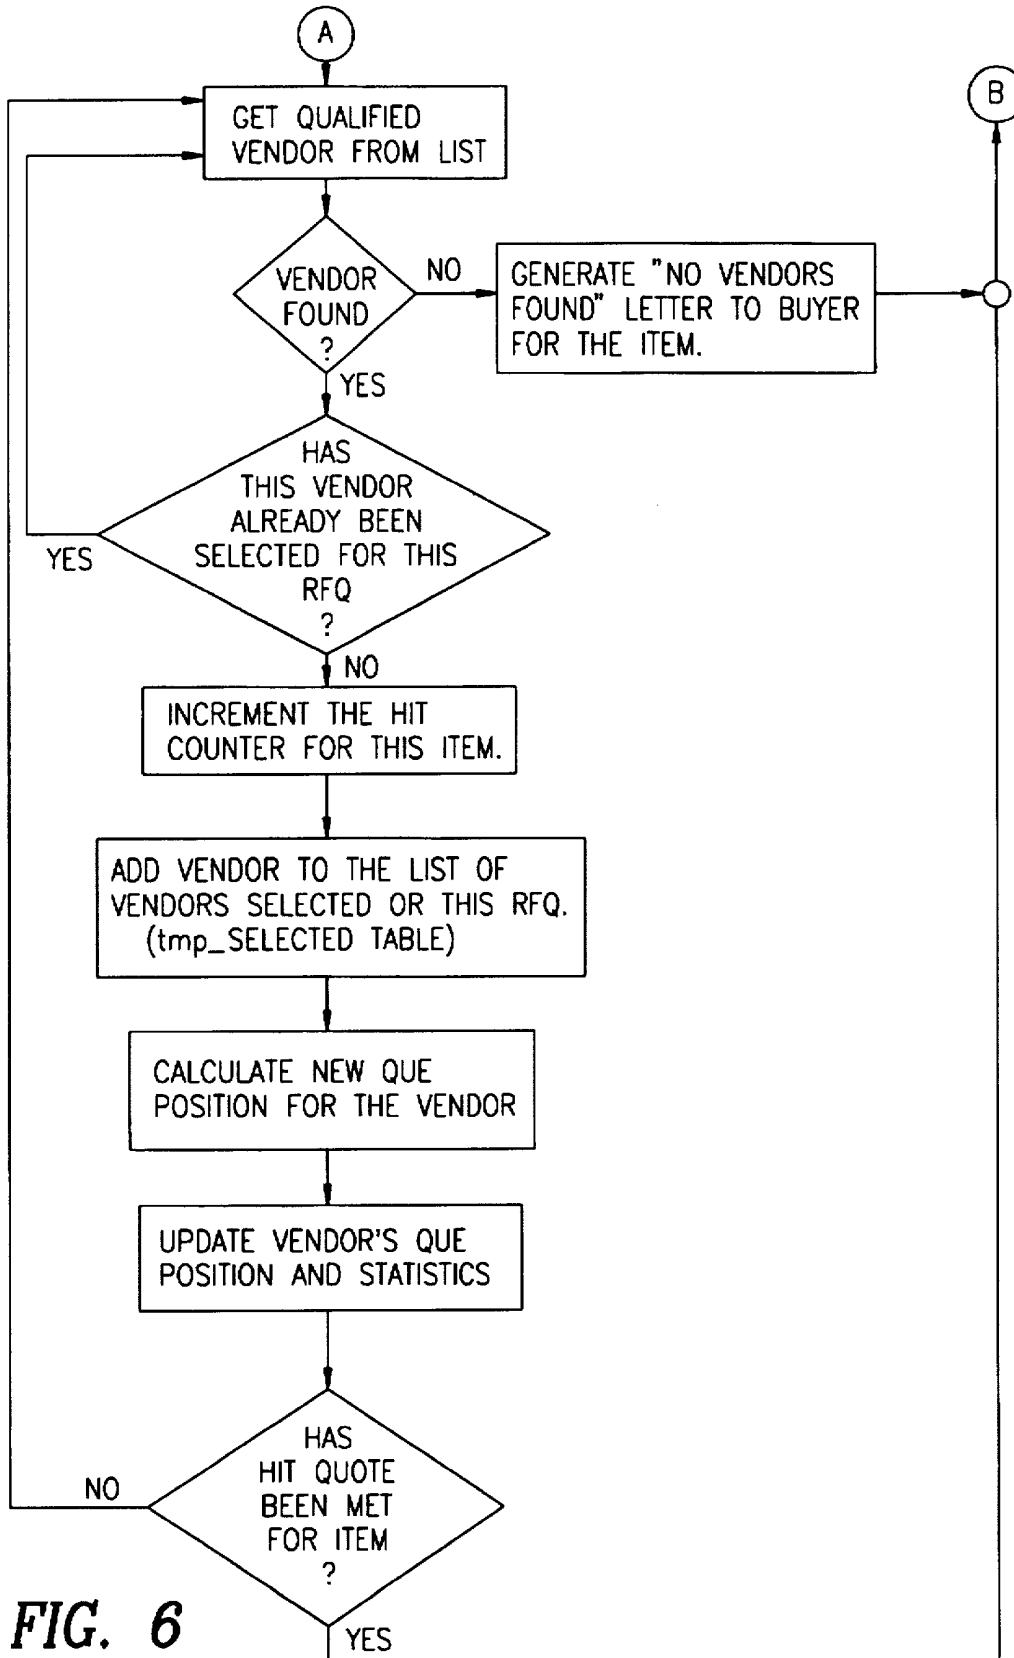 A
B
GET QUALIFIED
VENDOR FROM LIST
VENDOR
FOUND
?
NO
GENERATE "NO VENDORS
FOUND" LETTER TO BUYER
FOR THE ITEM.
YES
HAS
THIS VENDOR
ALREADY BEEN
SELECTED FOR THIS
RFQ
?
YES
NO
INCREMENT THE HIT
COUNTER FOR THIS ITEM.
ADD VENDOR TO THE LIST OF
VENDORS SELECTED OR THIS RFQ.
(tmp_SELECTED TABLE)
CALCULATE NEW QUE
POSITION FOR THE VENDOR
UPDATE VENDOR'S QUE
POSITION AND STATISTICS
HAS
HIT QUOTE
BEEN MET
FOR ITEM
?
NO
YES
FIG. 6